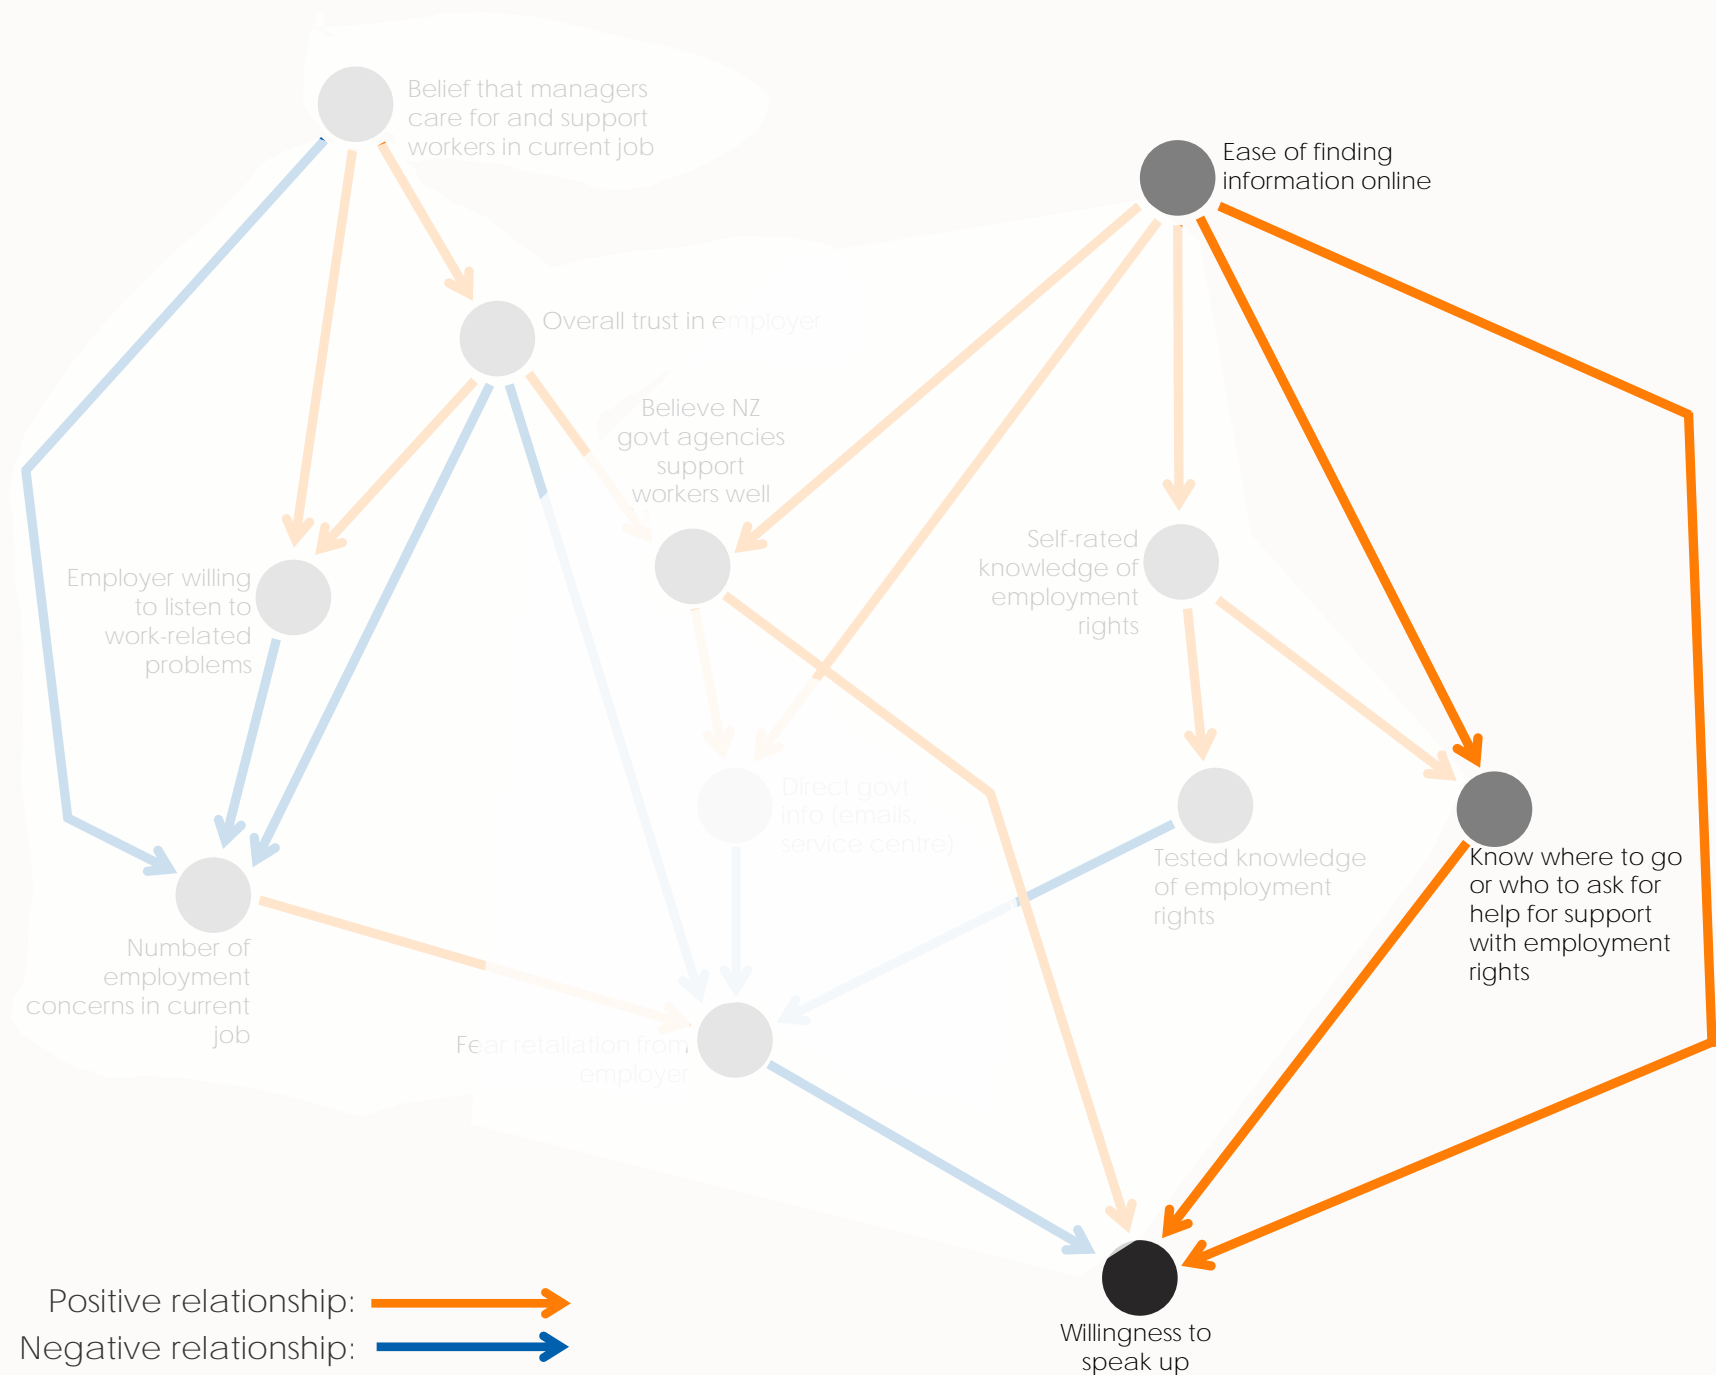 Belief that managers
care for and support
workers in current job
Ease of finding
information online
Overall trust in employer
Believe NZ
govt agencies
support
workers well
Self-rated
knowledge of
employment
rights
Employer willing
to listen to
work-related
problems
Direct govt
info (emails,
service centre)
Tested knowledge
of employment
rights
Know where to go
or who to ask for
help for support
with employment
rights
Number of
employment
concerns in current
job
Fear retaliation from
employer
Positive relationship:
Negative relationship:
Willingness to
speak up